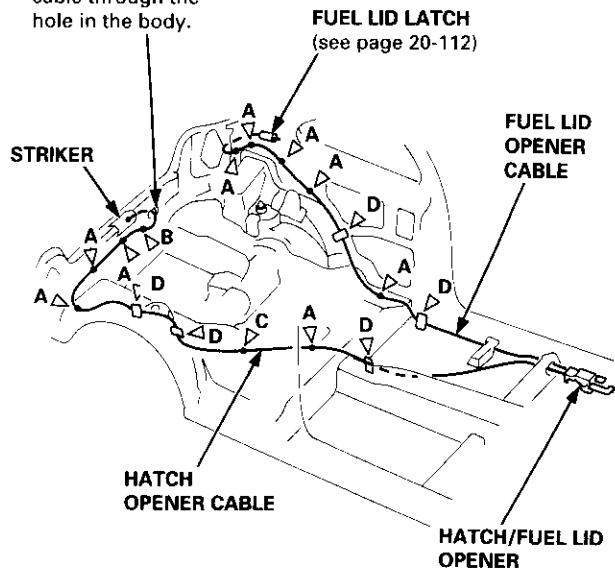 cable through the
hole in the body.
FUEL LID LATCH
(see page 20-112)
FUEL LID
OPENER
CABLE
STRIKER
A
A
A
A
D
A
B
A
D
A
D
A
D
C
A
D
HATCH
OPENER CABLE
HATCH/FUEL LID
OPENER